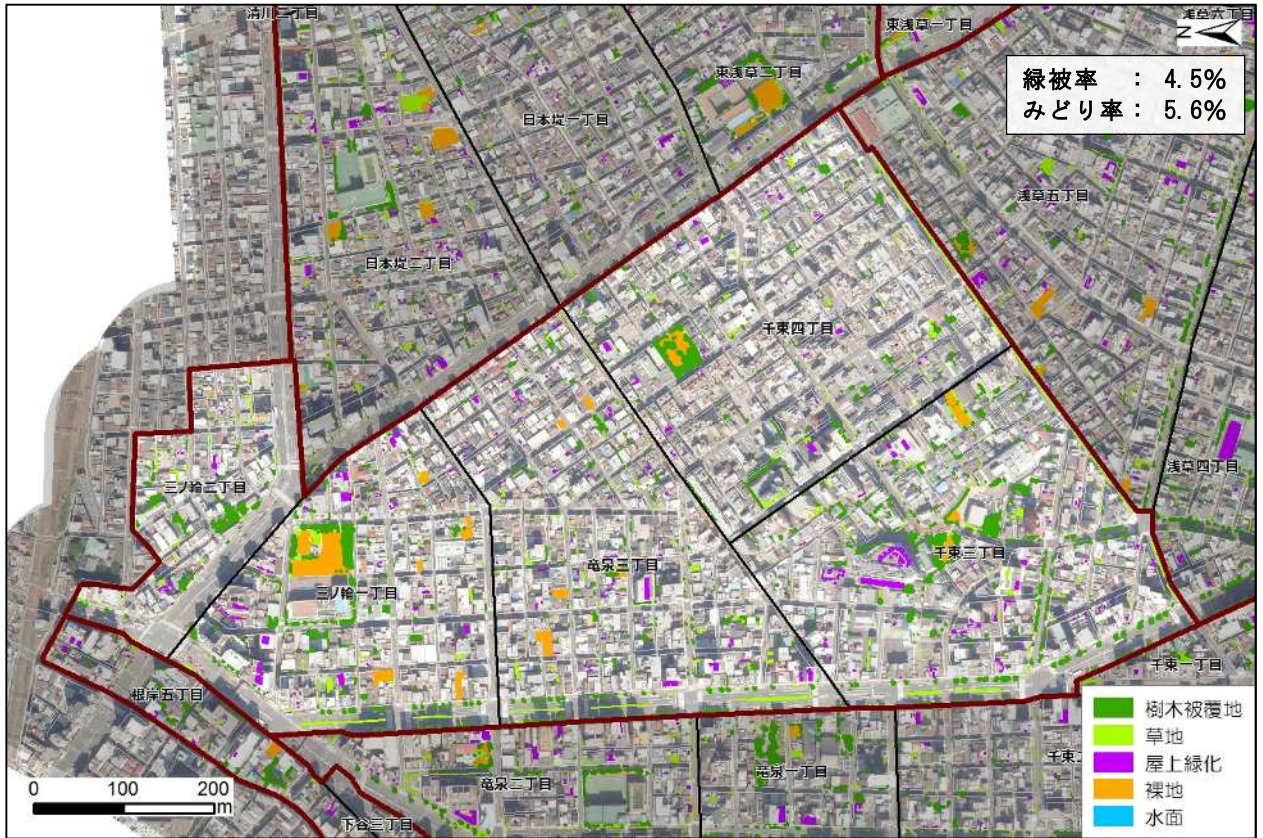 清川二丁目
東浅草一丁目
浅草六丁目
N
緑被率 : 4.5%
みどり率 : 5.6%
東浅草二丁目
日本堤一丁目
浅草五丁目
日本堤二丁目
千束四丁目
浅草四丁目
三ノ輪二丁目
千束三丁目
竜泉三丁目
三ノ輪一丁目
千束一丁目
根岸五丁目
樹木被覆地
草地
屋上緑化
裸地
水面
竜泉一丁目
千束二
竜泉二丁目
0 100 200
m
下谷三丁目